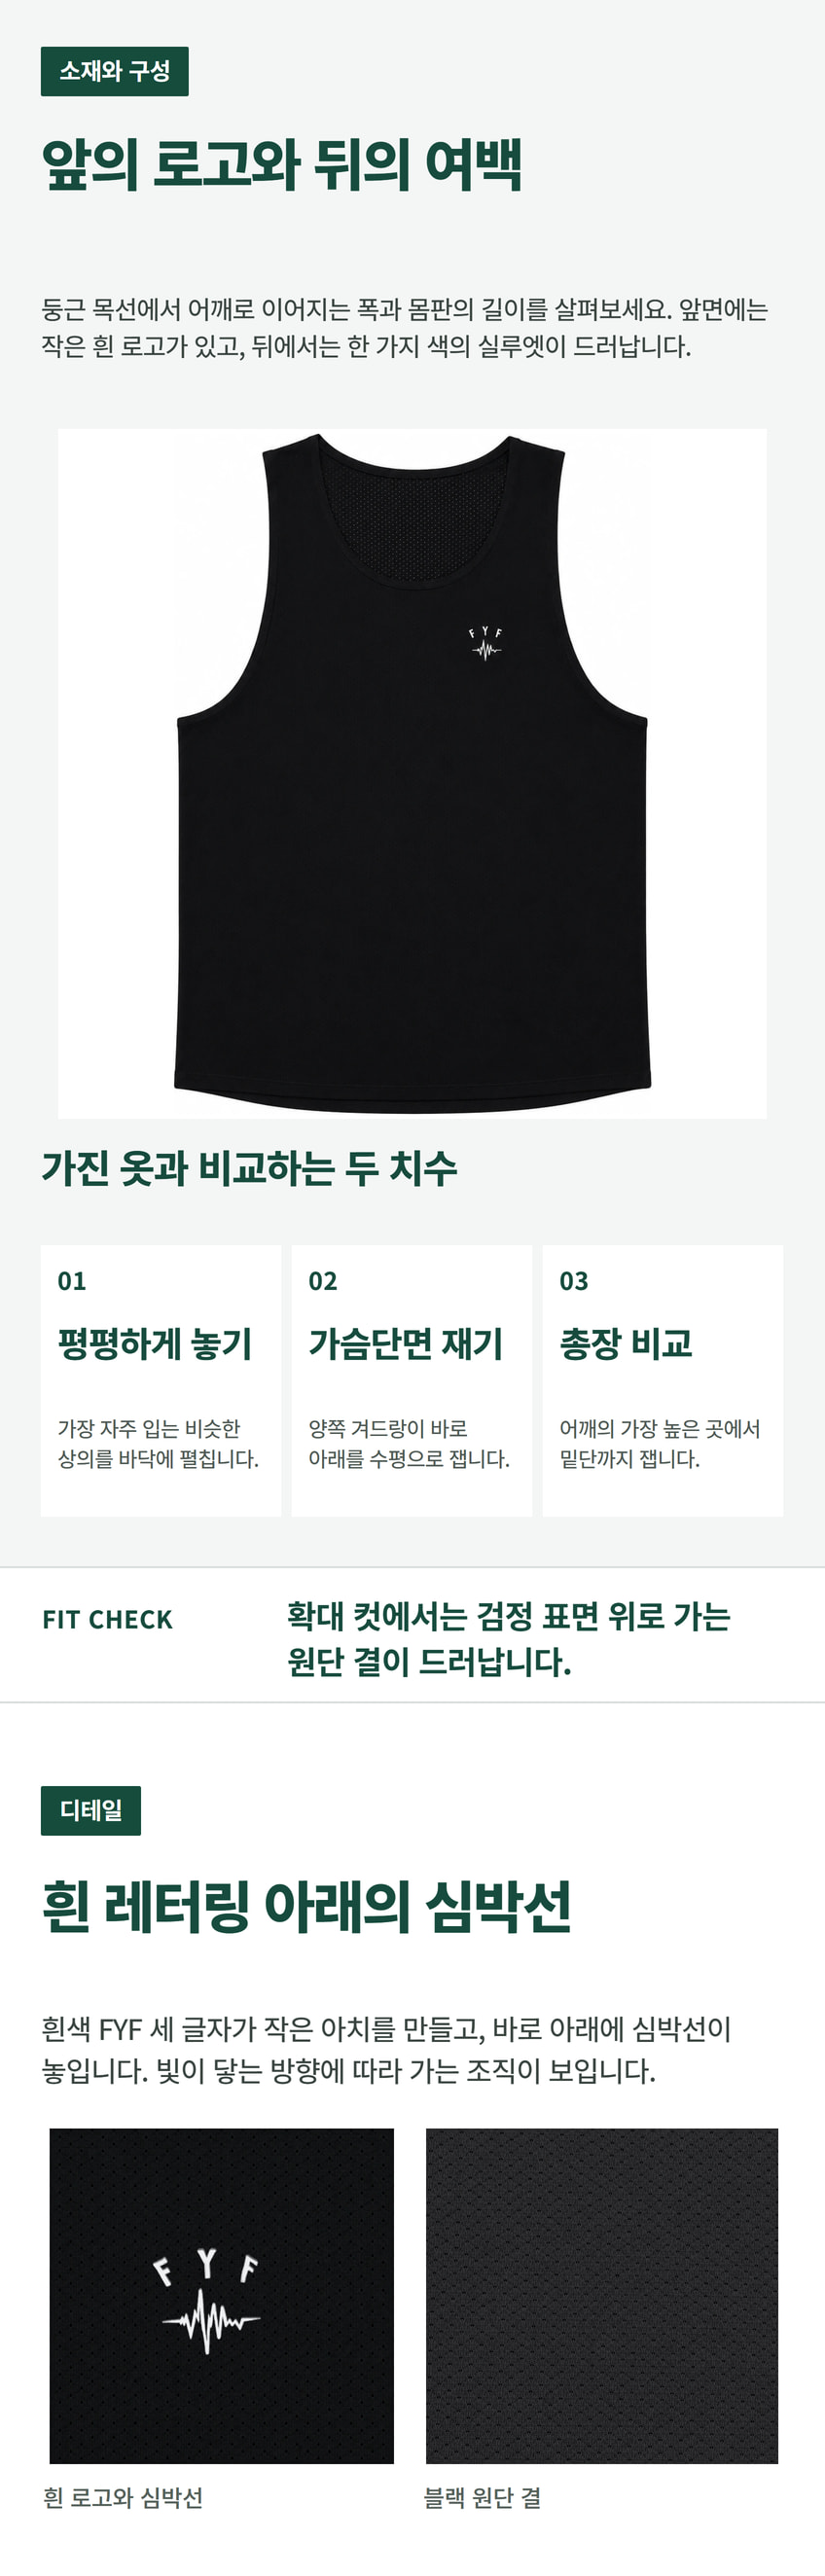 소재와 구성
앞의 로고와 뒤의 여백
둥근 목선에서 어깨로 이어지는 폭과 몸판의 길이를 살펴보세요. 앞면에는
작은 흰 로고가 있고, 뒤에서는 한 가지 색의 실루엣이 드러납니다.
FYF
가진 옷과 비교하는 두 치수
01
평평하게 놓기
가장 자주 입는 비슷한
상의를 바닥에 펼칩니다.
02
가슴단면 재기
양쪽 겨드랑이 바로
아래를 수평으로 잽니다.
03
총장 비교
어깨의 가장 높은 곳에서
밑단까지 잽니다.
FIT CHECK
확대 컷에서는 검정 표면 위로 가는
원단 결이 드러납니다.
디테일
흰 레터링 아래의 심박선
흰색 FYF 세 글자가 작은 아치를 만들고, 바로 아래에 심박선이
놓입니다. 빛이 닿는 방향에 따라 가는 조직이 보입니다.
FYF
흰 로고와 심박선
블랙 원단 결